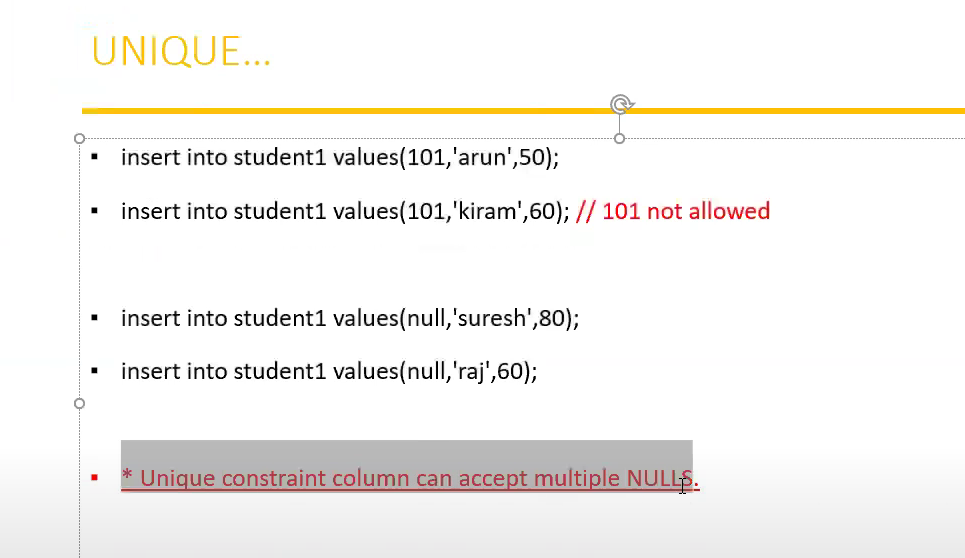 UNIQUE...
▪ insert into student1 values(101,'arun',50);
▪ insert into student1 values(101,'kiram',60); // 101 not allowed
▪ insert into student1 values(null,'suresh',80);
▪ insert into student1 values(null,'raj',60);
▪ * Unique constraint column can accept multiple NULLS.